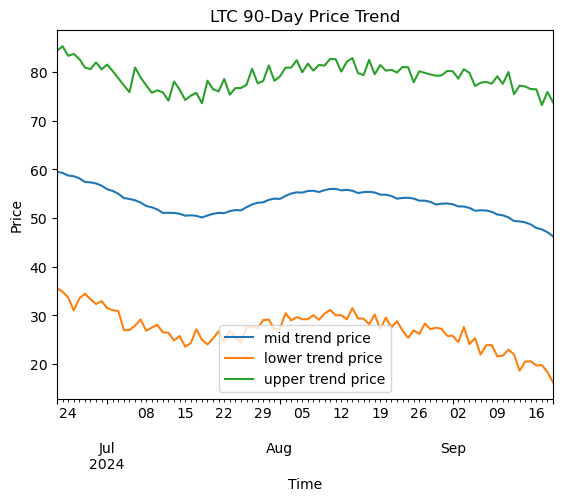 LTC 90-Day Price Trend
Price
80
70
60
50
40
30
20
mid trend price
lower trend price
upper trend price
24 08 15 22 29 05 12 19 26 02 09 16
Jul Aug Sep
2024
Time